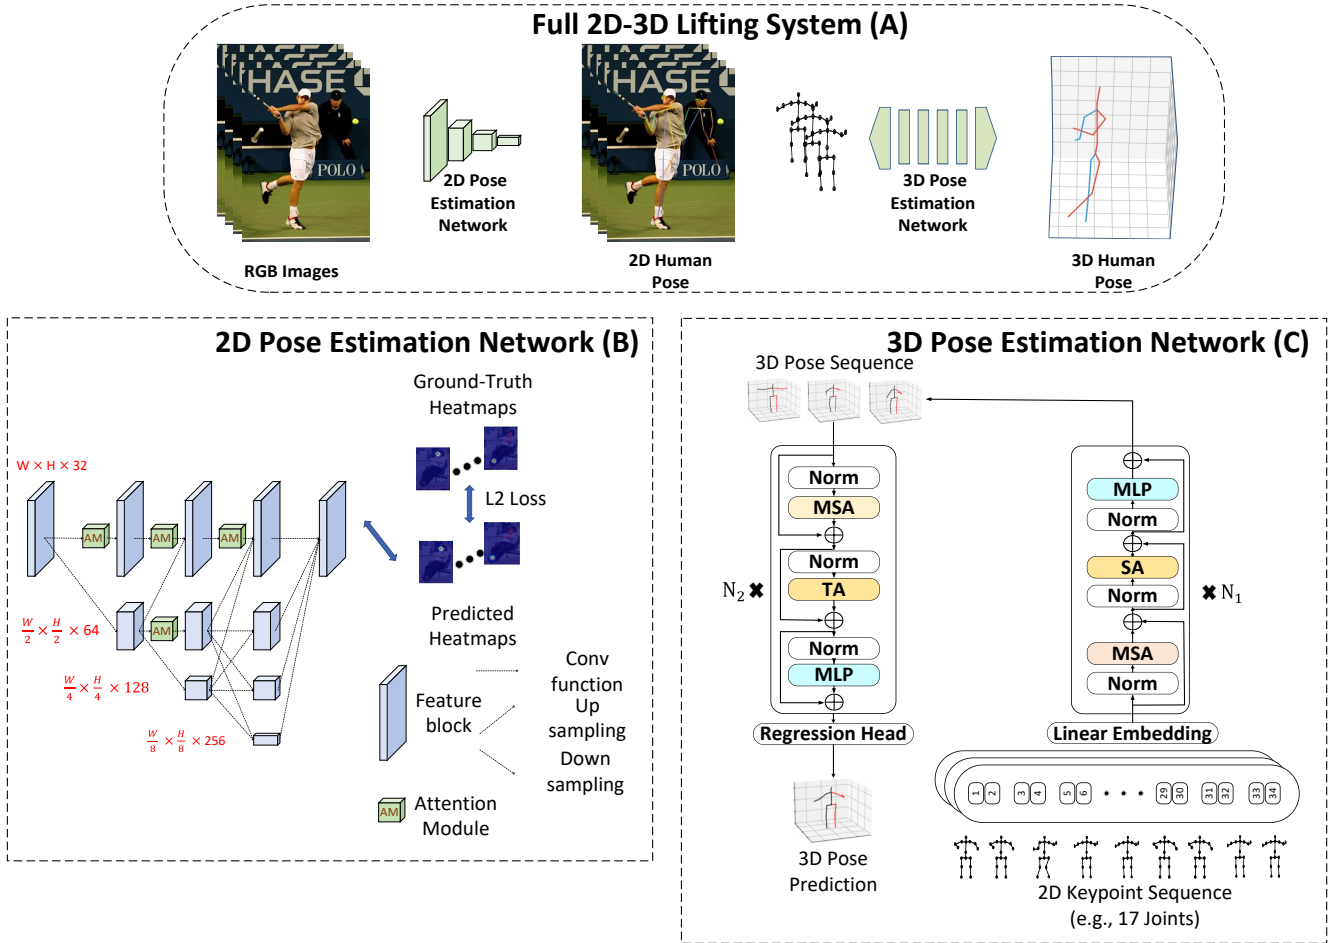 Full 2D-3D Lifting System (A)
HASE
HASE
POLO
POLO
2D Pose
Estimation
Network
3D Pose
Estimation
Network
RGB Images
2D Human
Pose
3D Human
Pose
2D Pose Estimation Network (B)
Ground-Truth
Heatmaps
W × H × 32
L2 Loss
AM
AM
AM
W/2 × H/2 × 64
AM
Predicted
Heatmaps
W/4 × H/4 × 128
W/8 × H/8 × 256
Feature
block
Conv
function
Up
sampling
Down
sampling
AM
Attention
Module
3D Pose Estimation Network (C)
3D Pose Sequence
Norm
MSA
Norm
N₂ ✖
TA
Norm
MLP
Regression Head
3D Pose
Prediction
MLP
Norm
SA
Norm
✖ N₁
MSA
Norm
Linear Embedding
1 2 3 4 5 6 • • • 29 30 31 32 33 34
2D Keypoint Sequence
(e.g., 17 Joints)